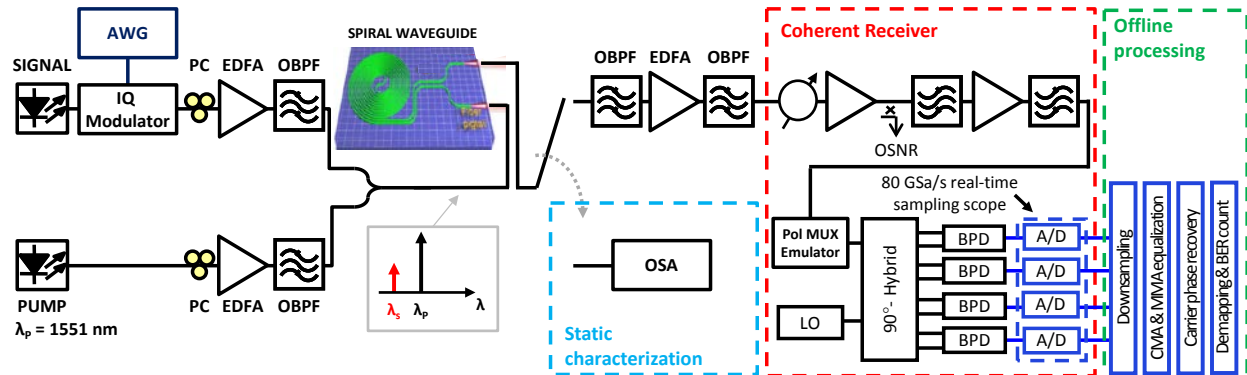 AWG
SIGNAL
IQ
Modulator
PC
EDFA
OBPF
SPIRAL WAVEGUIDE
OBPF
EDFA
OBPF
Coherent Receiver
Offline
processing
OSNR
80 GSa/s real-time
sampling scope
PUMP
λP = 1551 nm
PC
EDFA
OBPF
λs
λP
λ
OSA
Static
characterization
Pol MUX
Emulator
LO
90°- Hybrid
BPD
A/D
BPD
A/D
BPD
A/D
BPD
A/D
Downsampling
CMA & MMA equalization
Carrier phase recovery
Demapping & BER count